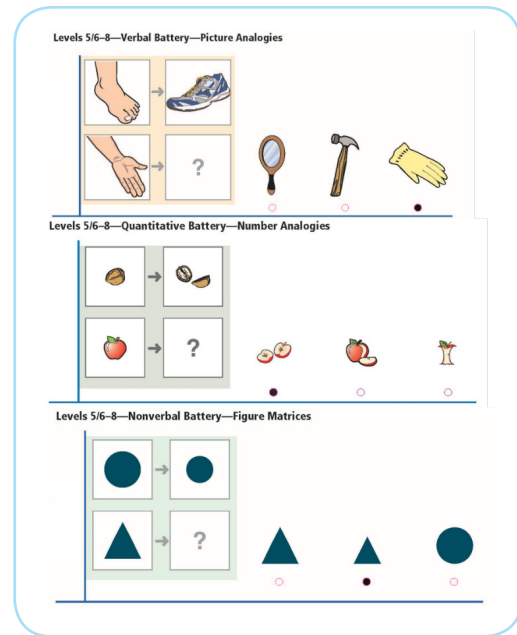 Levels 5/6–8—Verbal Battery—Picture Analogies
?
Levels 5/6–8—Quantitative Battery—Number Analogies
?
Levels 5/6–8—Nonverbal Battery—Figure Matrices
?